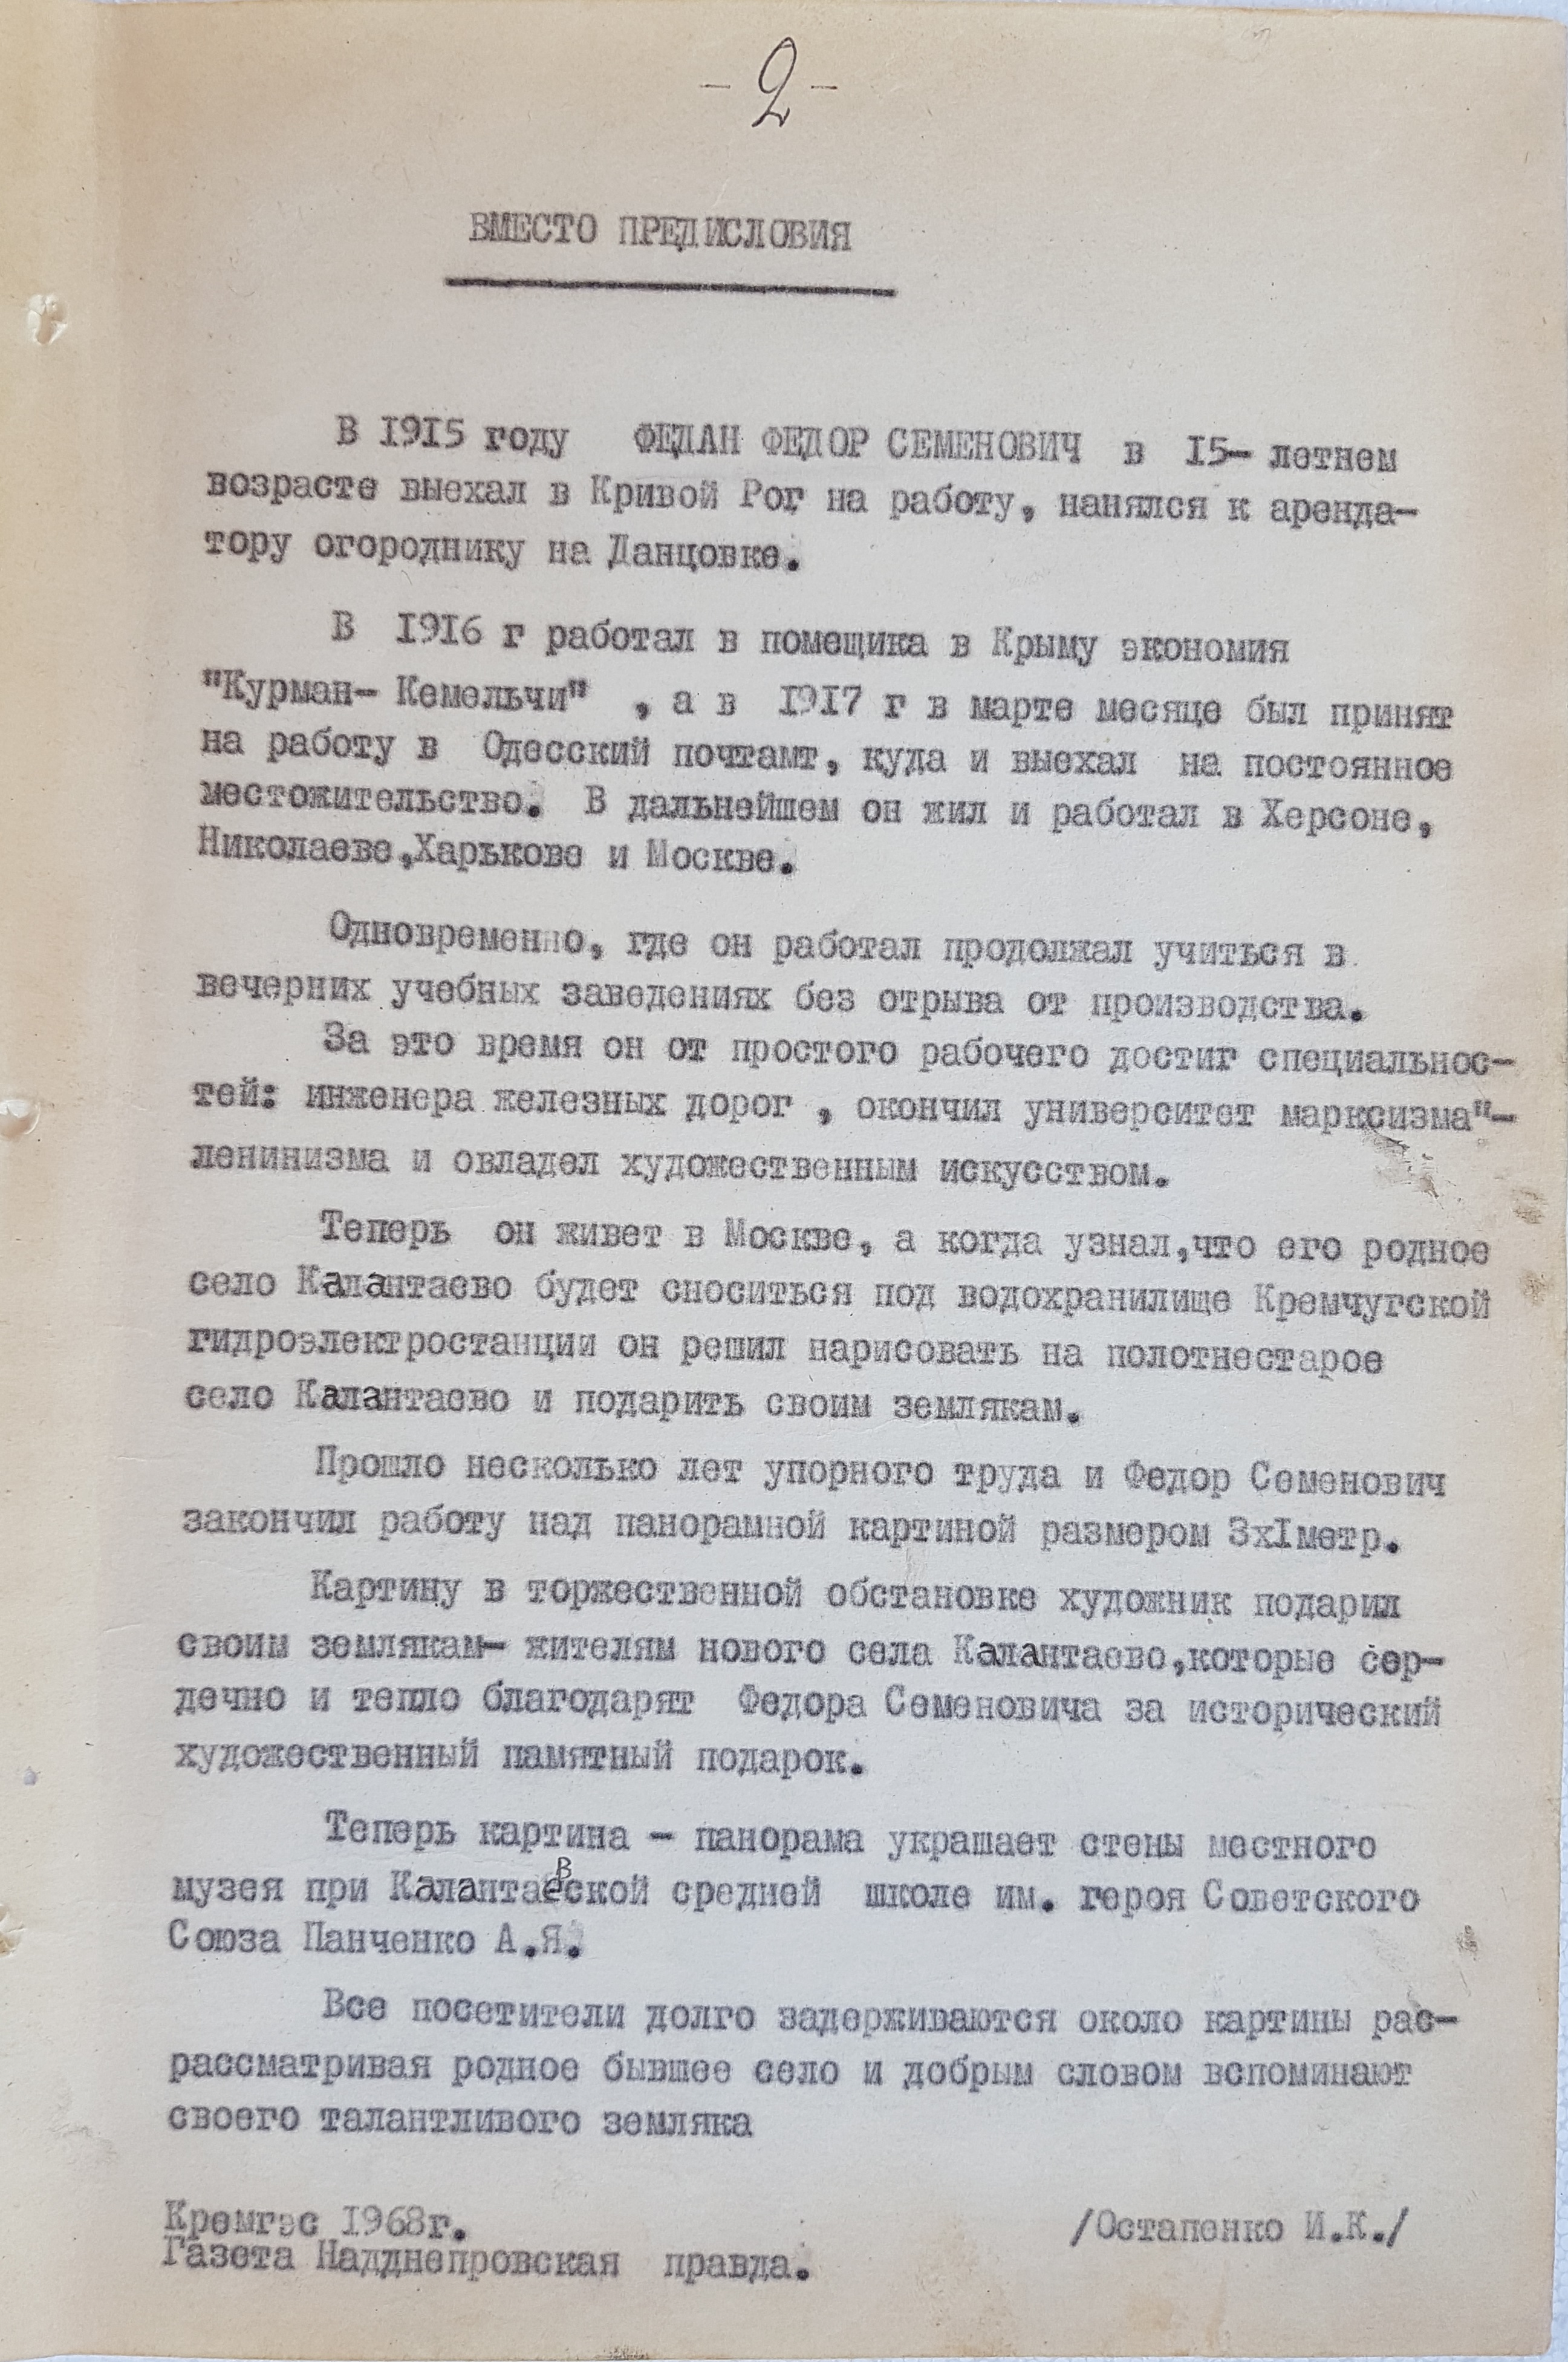 - 2 -
ВМЕСТО ПРЕДИСЛОВИЯ
В 1915 году ФЕДАН ФЕДОР СЕМЕНОВИЧ в 15- летнем
возрасте выехал в Кривой Рог на работу, нанялся к аренда-
тору огороднику на Данцовке.
В 1916 г работал в помещика в Крыму экономия
"Курман- Кемельчи" , а в 1917 г в марте месяце был принят
на работу в Одесский почтамт, куда и выехал на постоянное
местожительство. В дальнейшем он жил и работал в Херсоне,
Николаеве,Харькове и Москве.
Одновременно, где он работал продолжал учиться в
вечерних учебных заведениях без отрыва от производства.
За это время он от простого рабочего достиг специальнос-
тей: инженера железных дорог , окончил университет марксизма"-
ленинизма и овладел художественным искусством.
Теперь он живет в Москве, а когда узнал,что его родное
село Калантаево будет сноситься под водохранилище Кремчугской
гидроэлектростанции он решил нарисовать на полотнестарое
село Калантаево и подарить своим землякам.
Прошло несколько лет упорного труда и Федор Семенович
закончил работу над панорамной картиной размером 3х1метр.
Картину в торжественной обстановке художник подарил
своим землякам- жителям нового села Калантаево,которые сер-
дечно и тепло благодарят Федора Семеновича за исторический
художественный памятный подарок.
Теперь картина - панорама украшает стены местного
музея при Калантаевской средней школе им. героя Советского
Союза Панченко А.Я.
Все посетители долго задерживаются около картины рас-
рассматривая родное бывшее село и добрым словом вспоминают
своего талантливого земляка
Кремгэс 1968г. /Остапенко И.К./
Газета Надднепровская правда.